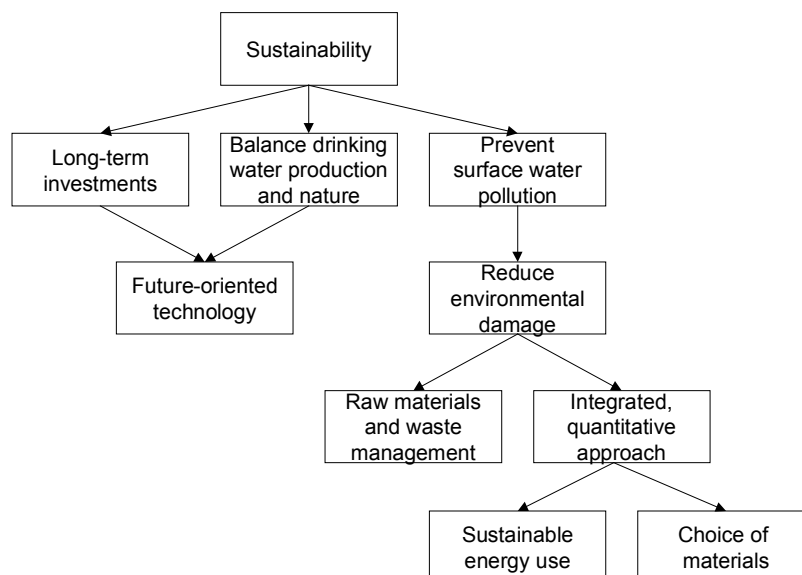 Sustainability
Long-term
investments
Balance drinking
water production
and nature
Prevent
surface water
pollution
Future-oriented
technology
Reduce
environmental
damage
Raw materials
and waste
management
Integrated,
quantitative
approach
Sustainable
energy use
Choice of
materials